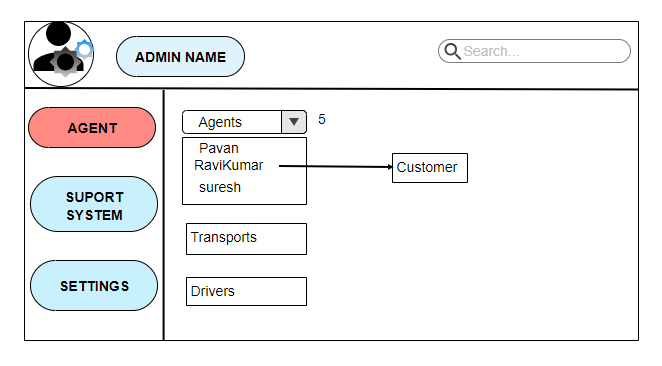 ADMIN NAME
Search...
AGENT
Agents
5
Pavan
RaviKumar
suresh
Customer
SUPORT
SYSTEM
Transports
SETTINGS
Drivers